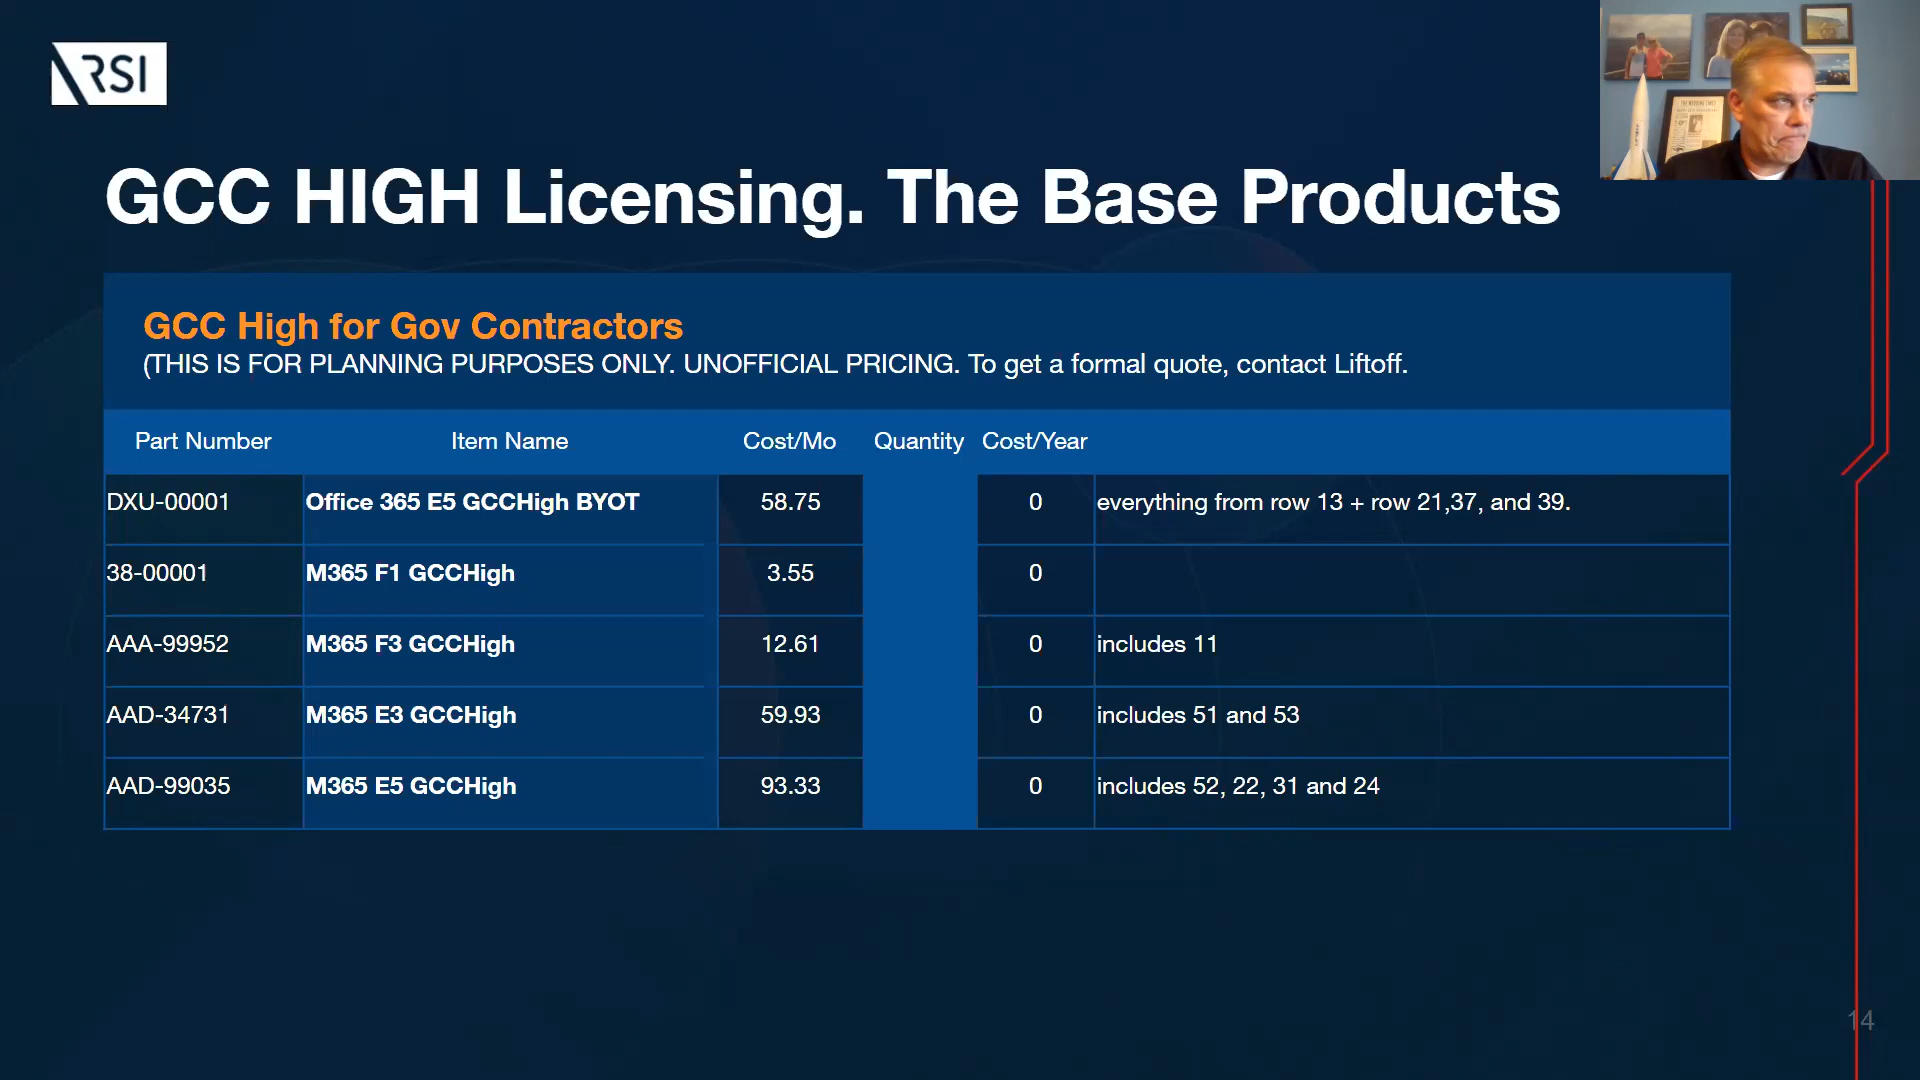 RSI
GCC HIGH Licensing. The Base Products
GCC High for Gov Contractors
(THIS IS FOR PLANNING PURPOSES ONLY. UNOFFICIAL PRICING. To get a formal quote, contact Liftoff.
Part Number Item Name Cost/Mo Quantity Cost/Year
DXU-00001 Office 365 E5 GCCHigh BYOT 58.75 0 everything from row 13 + row 21,37, and 39.
38-00001 M365 F1 GCCHigh 3.55 0
AAA-99952 M365 F3 GCCHigh 12.61 0 includes 11
AAD-34731 M365 E3 GCCHigh 59.93 0 includes 51 and 53
AAD-99035 M365 E5 GCCHigh 93.33 0 includes 52, 22, 31 and 24
14